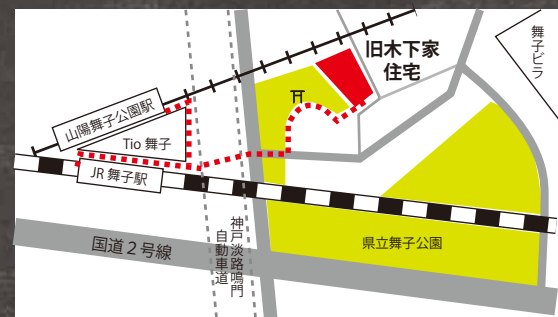 旧木下家
住宅
舞子ビラ
山陽舞子公園駅
Tio 舞子
JR 舞子駅
神戸淡路鳴門
自動車道
国道2号線
県立舞子公園